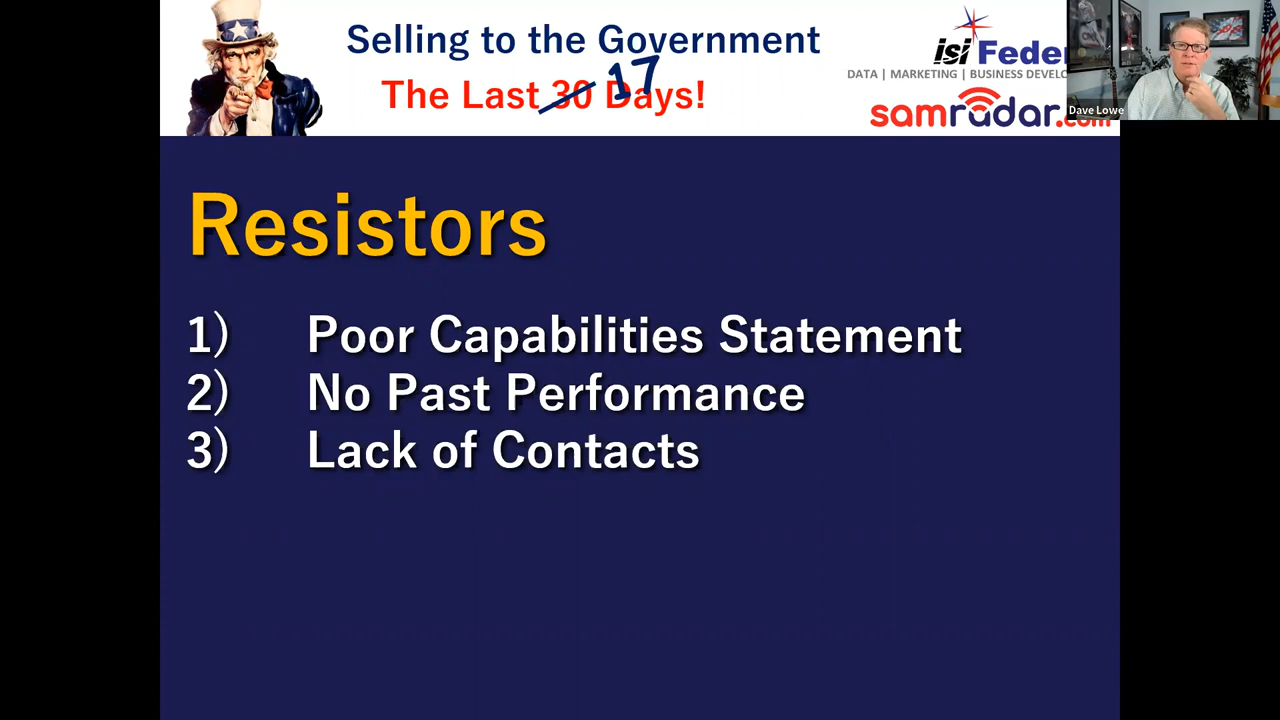 Selling to the Government
The Last 30 17 Days!
isi Feder
DATA | MARKETING | BUSINESS DEVEL
samradar.com
Dave Lowe
Resistors
1) Poor Capabilities Statement
2) No Past Performance
3) Lack of Contacts